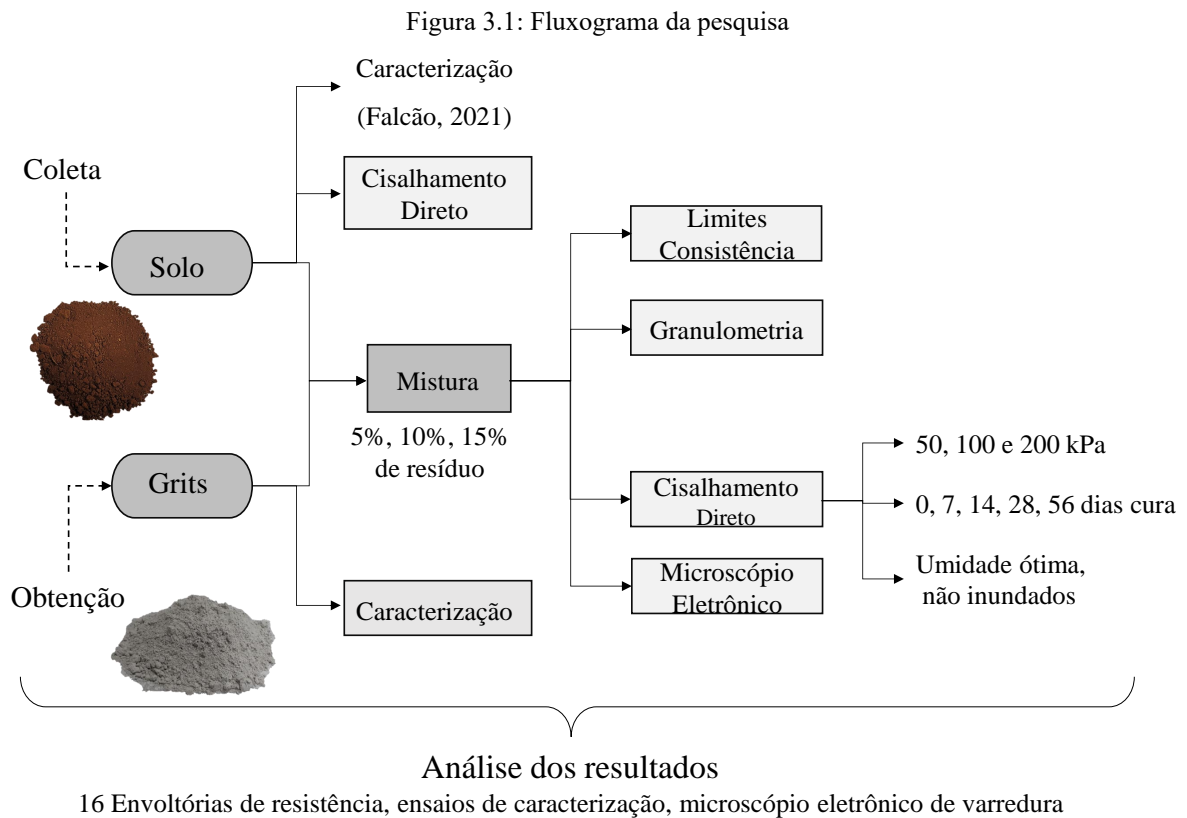 Figura 3.1: Fluxograma da pesquisa
Caracterização
(Falcão, 2021)
Coleta
Cisalhamento
Direto
Solo
Limites
Consistência
Granulometria
Mistura
5%, 10%, 15%
de resíduo
Grits
Obtenção
Caracterização
Cisalhamento
Direto
Microscópio
Eletrônico
50, 100 e 200 kPa
0, 7, 14, 28, 56 dias cura
Umidade ótima,
não inundados
Análise dos resultados
16 Envoltórias de resistência, ensaios de caracterização, microscópio eletrônico de varredura